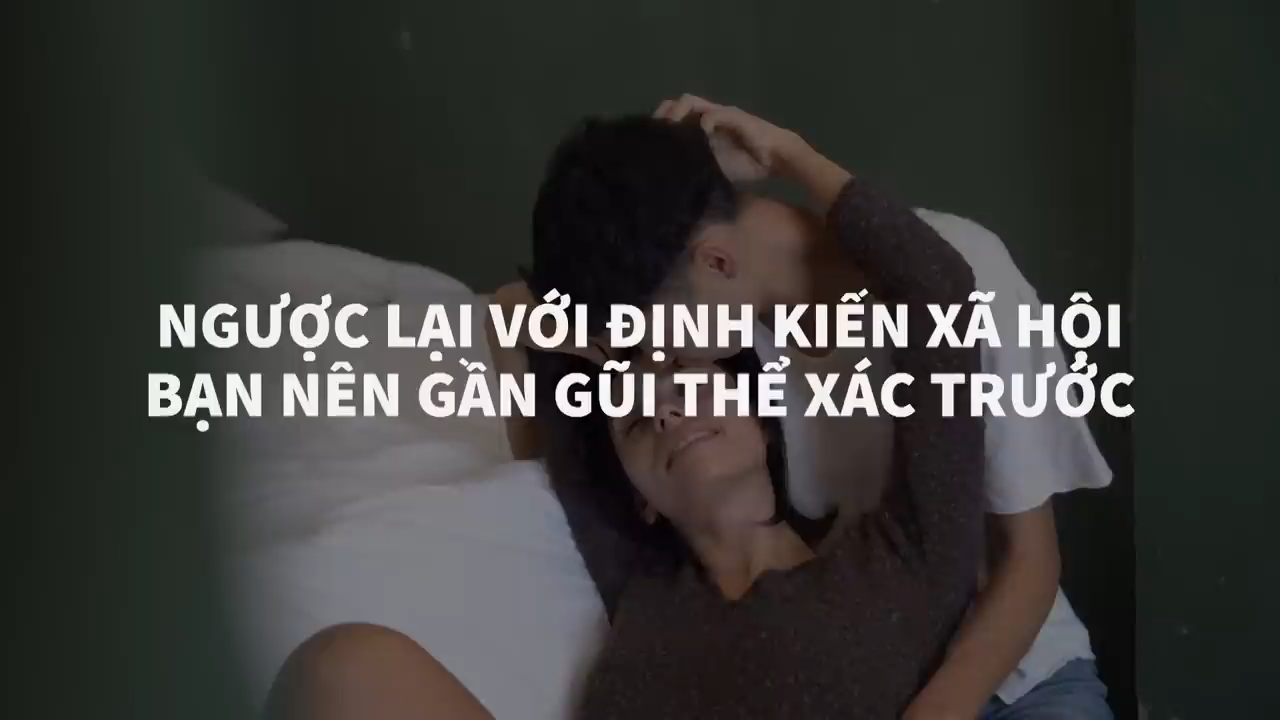 NGƯỢC LẠI VỚI ĐỊNH KIẾN XÃ HỘI
BẠN NÊN GẦN GŨI THỂ XÁC TRƯỚC